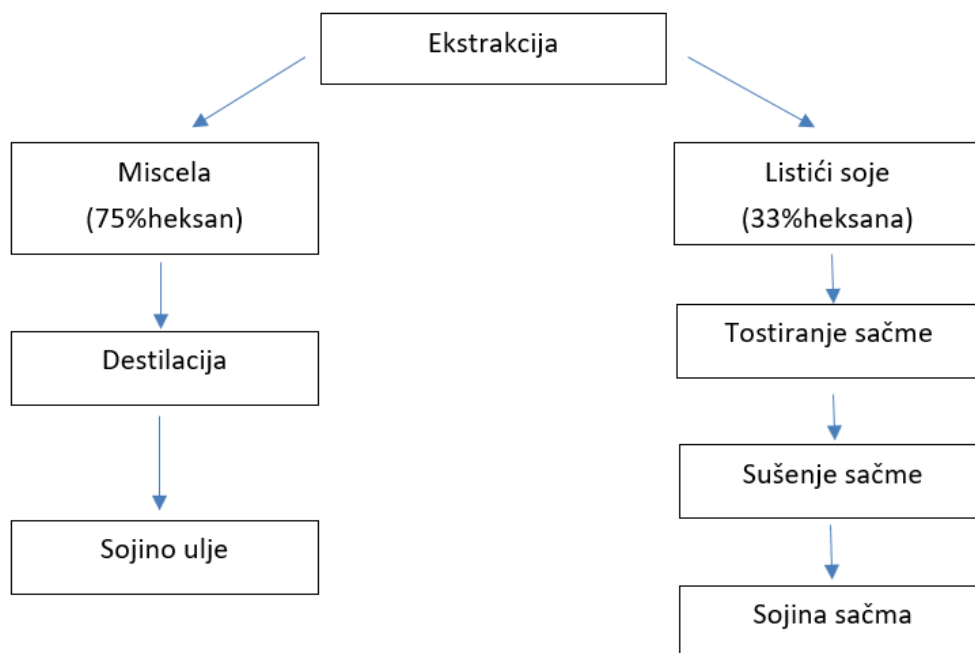 Ekstrakcija
Miscela
(75%heksan)
Destilacija
Sojino ulje
Listići soje
(33%heksana)
Tostiranje sačme
Sušenje sačme
Sojina sačma